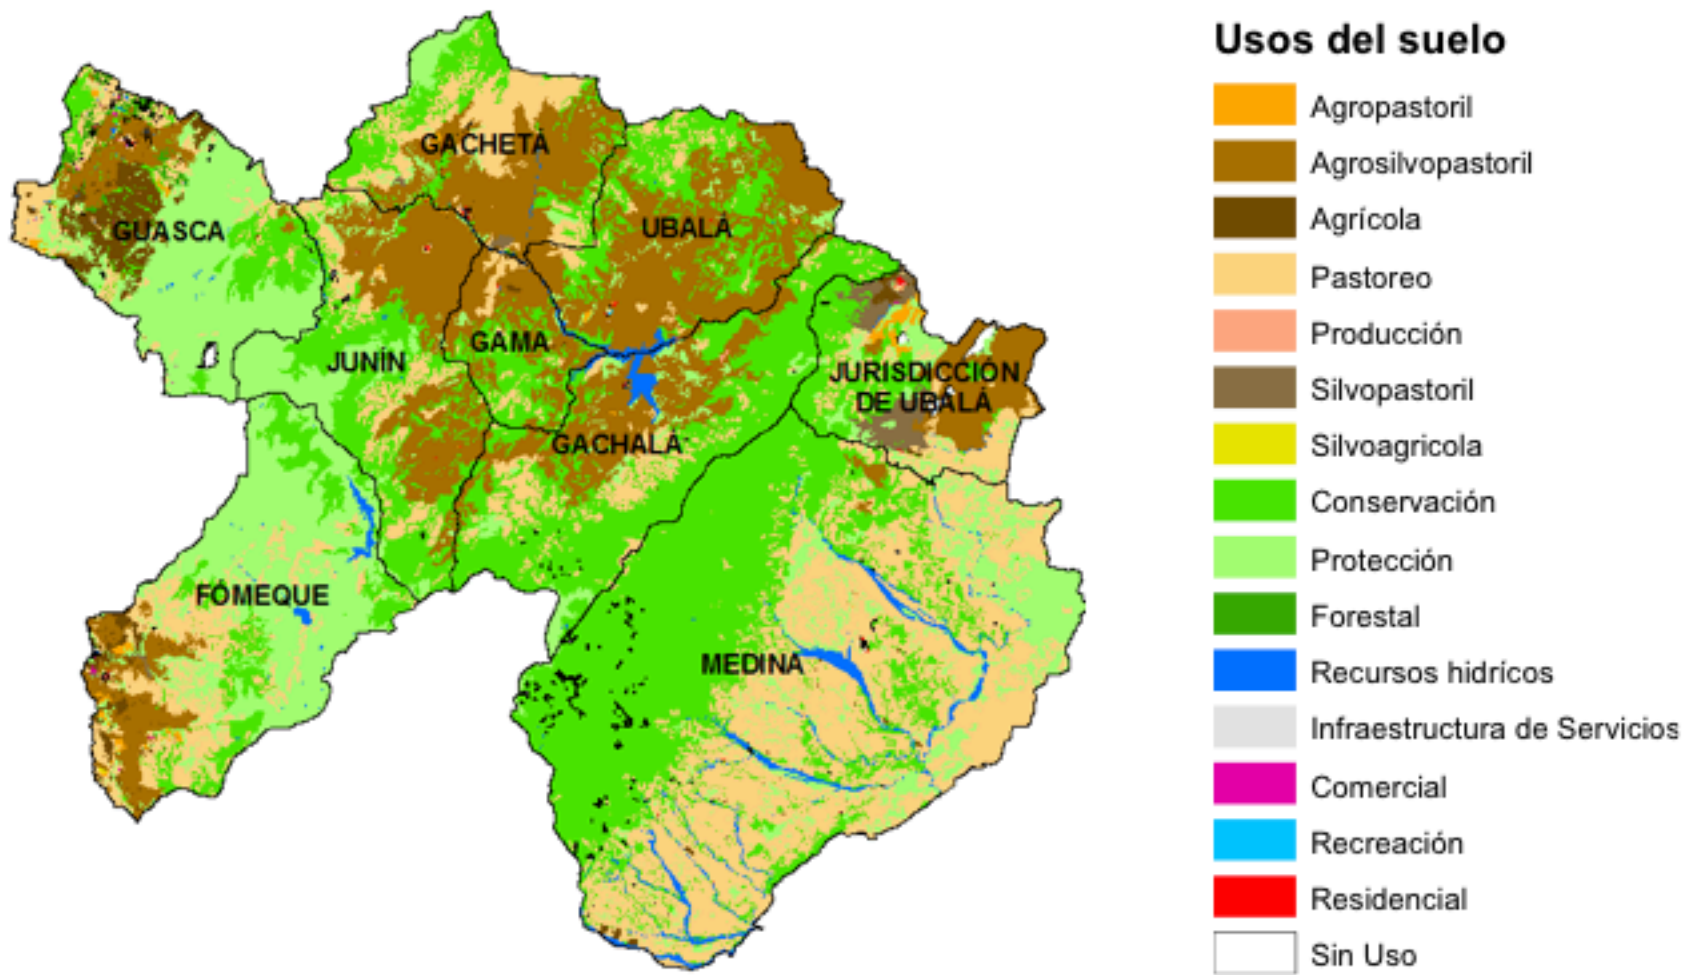 Usos del suelo
Agropastoril
Agrosilvopastoril
Agrícola
Pastoreo
Producción
Silvopastoril
Silvoagricola
Conservación
Protección
Forestal
Recursos hidrícos
Infraestructura de Servicios
Comercial
Recreación
Residencial
Sin Uso
GACHETÁ
GUASCA
UBALÁ
GAMA
JUNÍN
JURISDICCIÓN
DE UBALÁ
GACHALÁ
FÓMEQUE
MEDINA